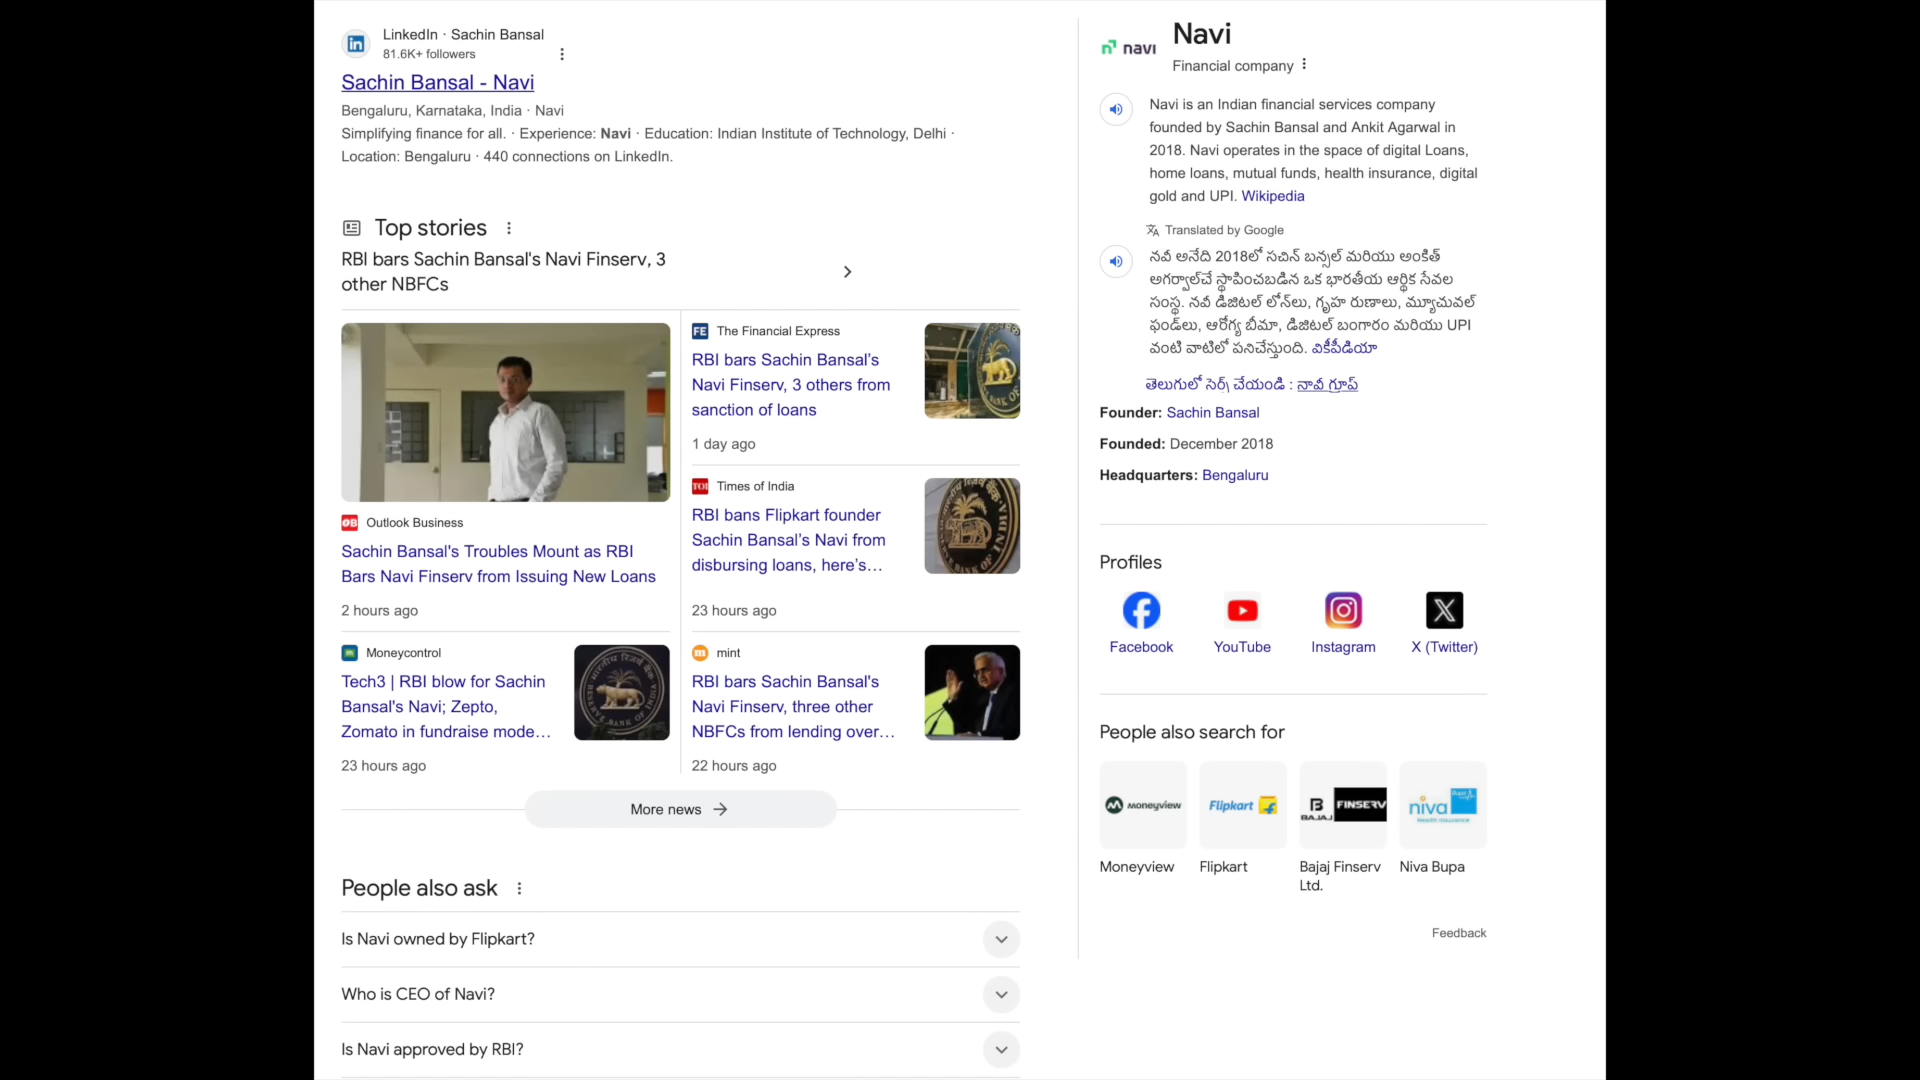 LinkedIn · Sachin Bansal
81.6K+ followers
Sachin Bansal - Navi
Bengaluru, Karnataka, India · Navi
Simplifying finance for all. · Experience: Navi · Education: Indian Institute of Technology, Delhi ·
Location: Bengaluru · 440 connections on LinkedIn.
Top stories
RBI bars Sachin Bansal's Navi Finserv, 3
other NBFCs
Outlook Business
Sachin Bansal's Troubles Mount as RBI
Bars Navi Finserv from Issuing New Loans
2 hours ago
Moneycontrol
Tech3 | RBI blow for Sachin
Bansal's Navi; Zepto,
Zomato in fundraise mode...
23 hours ago
FE The Financial Express
RBI bars Sachin Bansal's
Navi Finserv, 3 others from
sanction of loans
1 day ago
TOI Times of India
RBI bans Flipkart founder
Sachin Bansal's Navi from
disbursing loans, here's...
23 hours ago
mint
RBI bars Sachin Bansal's
Navi Finserv, three other
NBFCs from lending over...
22 hours ago
More news
People also ask
Is Navi owned by Flipkart?
Who is CEO of Navi?
Is Navi approved by RBI?
navi
Navi
Financial company
Navi is an Indian financial services company
founded by Sachin Bansal and Ankit Agarwal in
2018. Navi operates in the space of digital Loans,
home loans, mutual funds, health insurance, digital
gold and UPI. Wikipedia
Translated by Google
నవీ అనేది 2018లో సచిన్ బన్సల్ మరియు అంకిత్
అగర్వాల్‌చే స్థాపించబడిన ఒక భారతీయ ఆర్థిక సేవల
సంస్థ. నవీ డిజిటల్ లోన్‌లు, గృహ రుణాలు, మ్యూచువల్
ఫండ్‌లు, ఆరోగ్య బీమా, డిజిటల్ బంగారం మరియు UPI
వంటి వాటిలో పనిచేస్తుంది. వికీపీడియా
తెలుగులో సెర్చ్ చేయండి : నావీ గ్రూప్
Founder: Sachin Bansal
Founded: December 2018
Headquarters: Bengaluru
Profiles
Facebook YouTube Instagram X (Twitter)
People also search for
moneyview Flipkart BAJAJ FINSERV niva Bupa Health Insurance
Moneyview Flipkart Bajaj Finserv Ltd. Niva Bupa
Feedback